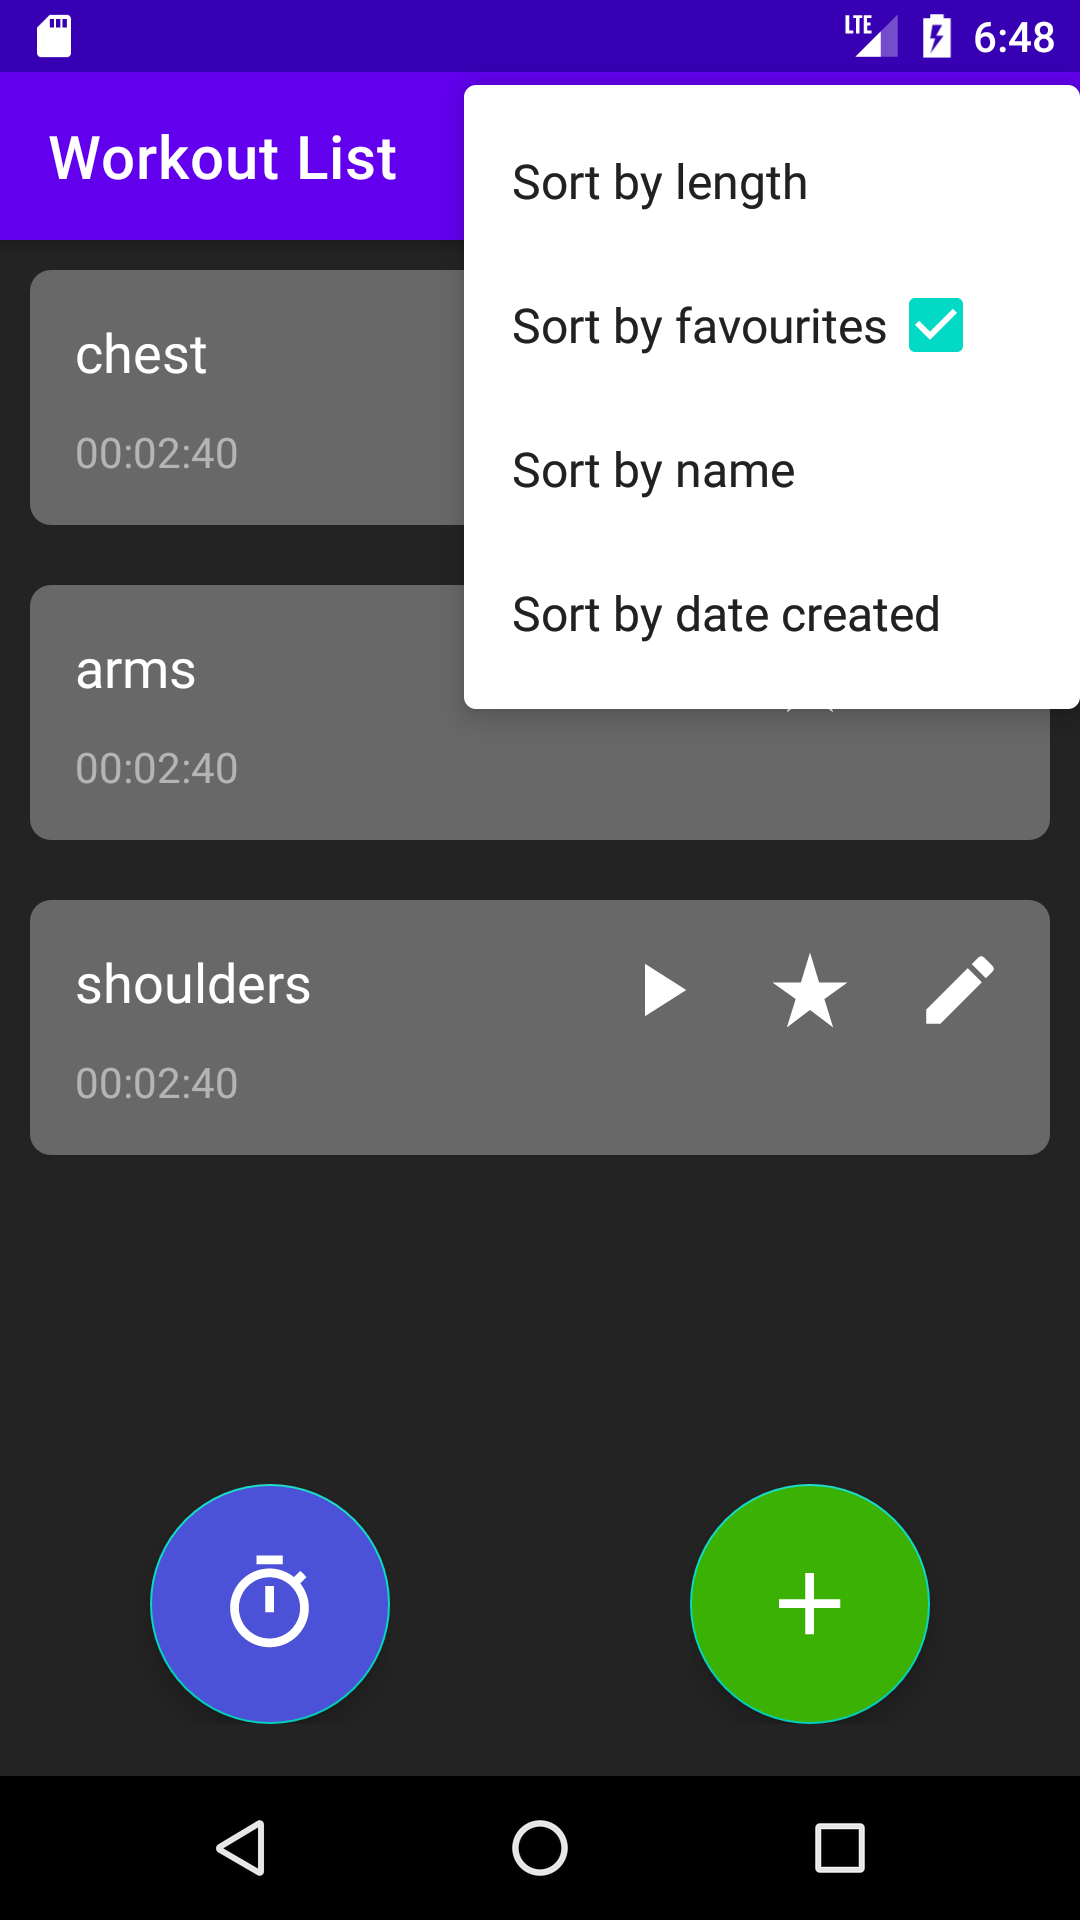 LTE 6:48
Workout List
Sort by length
Sort by favourites
Sort by name
Sort by date created
chest
00:02:40
arms
00:02:40
shoulders
00:02:40